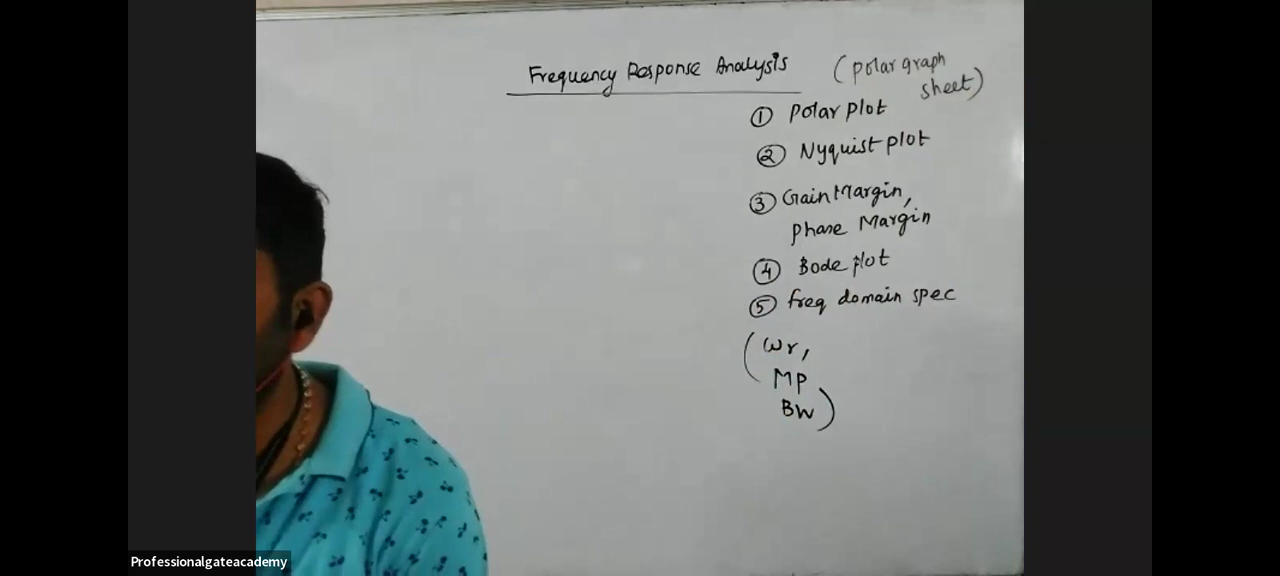 Frequency Response Analysis (polar graph
sheet)
① Polar plot
② Nyquist plot
③ Gain Margin,
Phase Margin
④ Bode plot
⑤ freq domain spec
(ωr,
MP
BW)
Professionalgateacademy